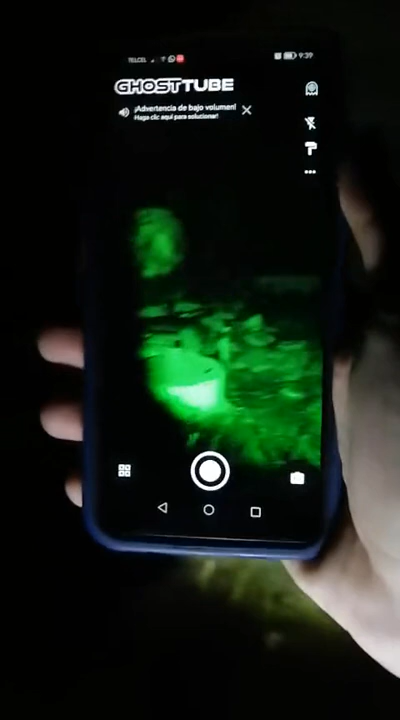 TELCEL
9:39
GHOSTTUBE
¡Advertencia de bajo volumen!
Haga clic aquí para solucionar!